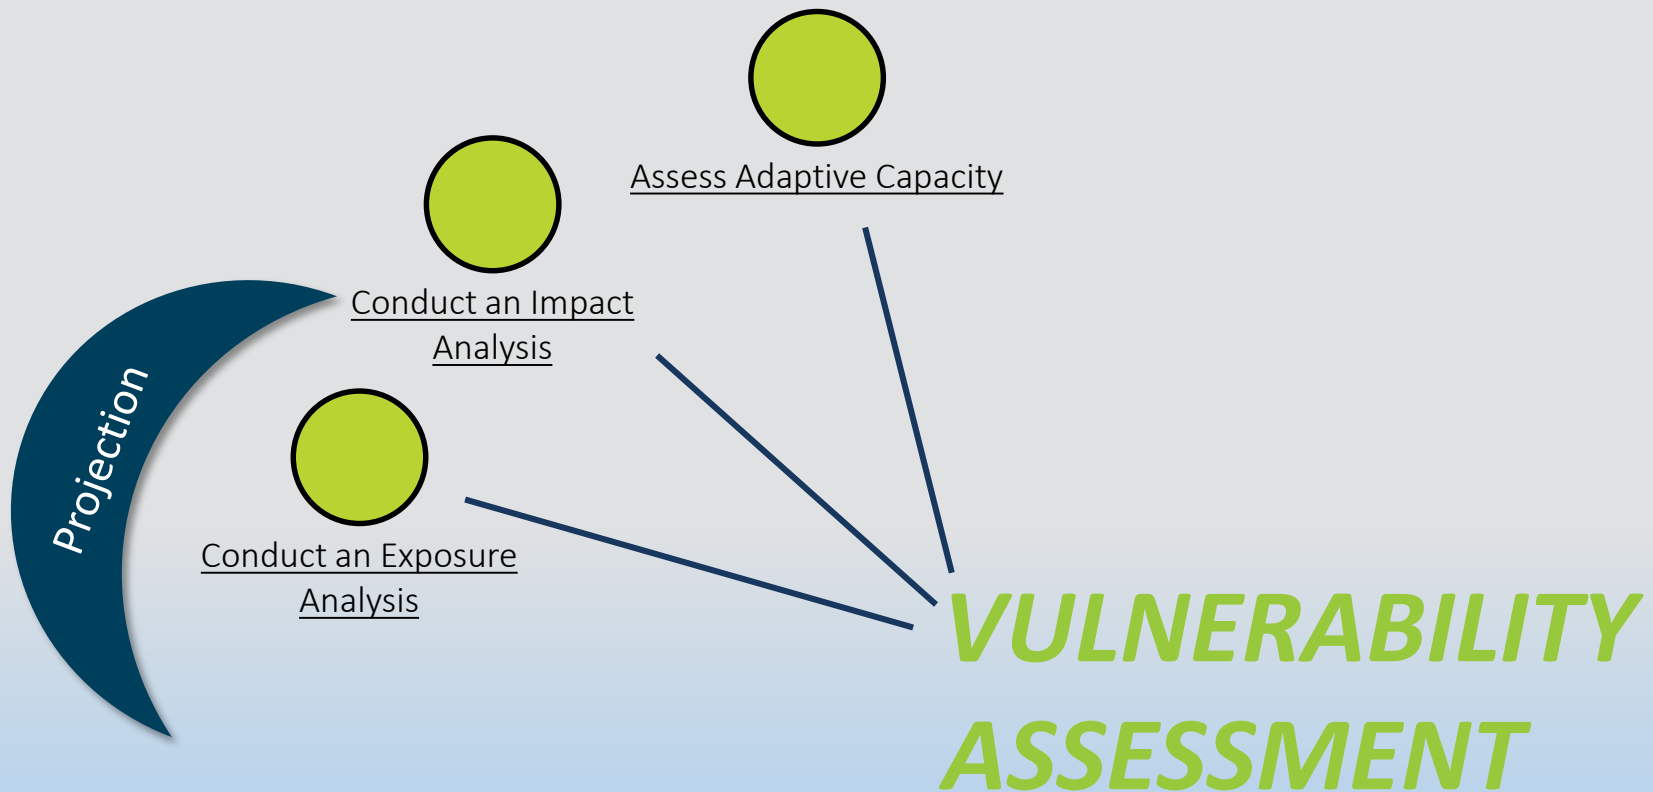 Assess Adaptive Capacity
Conduct an Impact
Analysis
Projection
Conduct an Exposure
Analysis
VULNERABILITY
ASSESSMENT